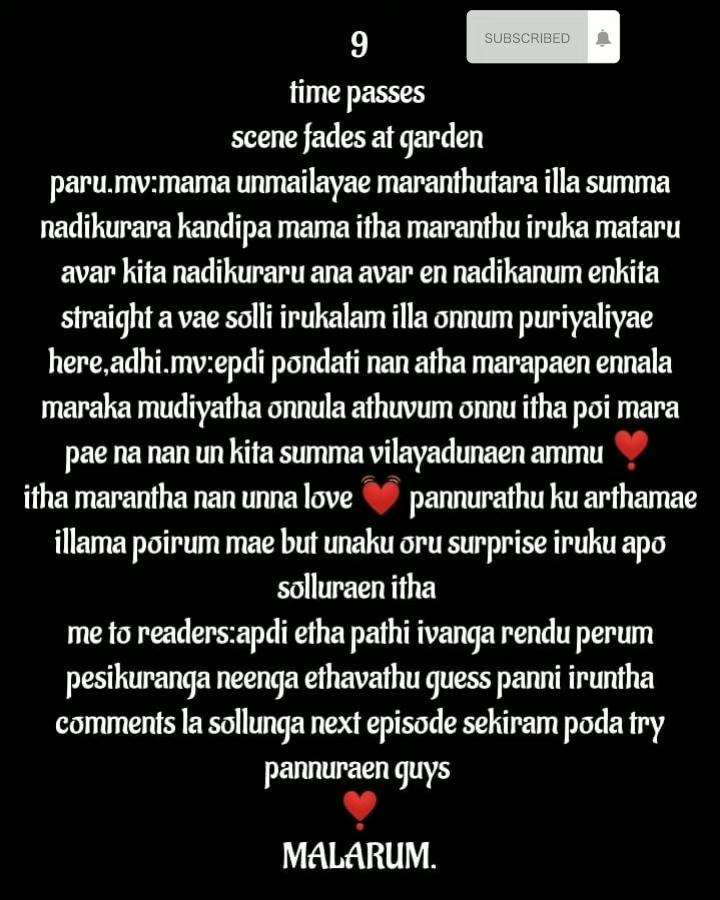 9
SUBSCRIBED
time passes
scene fades at garden
paru.mv:mama unmailayae maranthutara illa summa
nadikurara kandipa mama itha maranthu iruka mataru
avar kita nadikuraru ana avar en nadikanum enkita
straight a vae solli irukalam illa onnum puriyaliyae
here,adhi.mv:epdi pondati nan atha marapaen ennala
maraka mudiyatha onnula athuvum onnu itha poi mara
pae na nan un kita summa vilayadunaen ammu ❣️
itha marantha nan unna love 💓 pannurathu ku arthamae
illama poirum mae but unaku oru surprise iruku apo
solluraen itha
me to readers:apdi etha pathi ivanga rendu perum
pesikuranga neenga ethavathu guess panni iruntha
comments la sollunga next episode sekiram poda try
pannuraen guys
❣️
MALARUM.